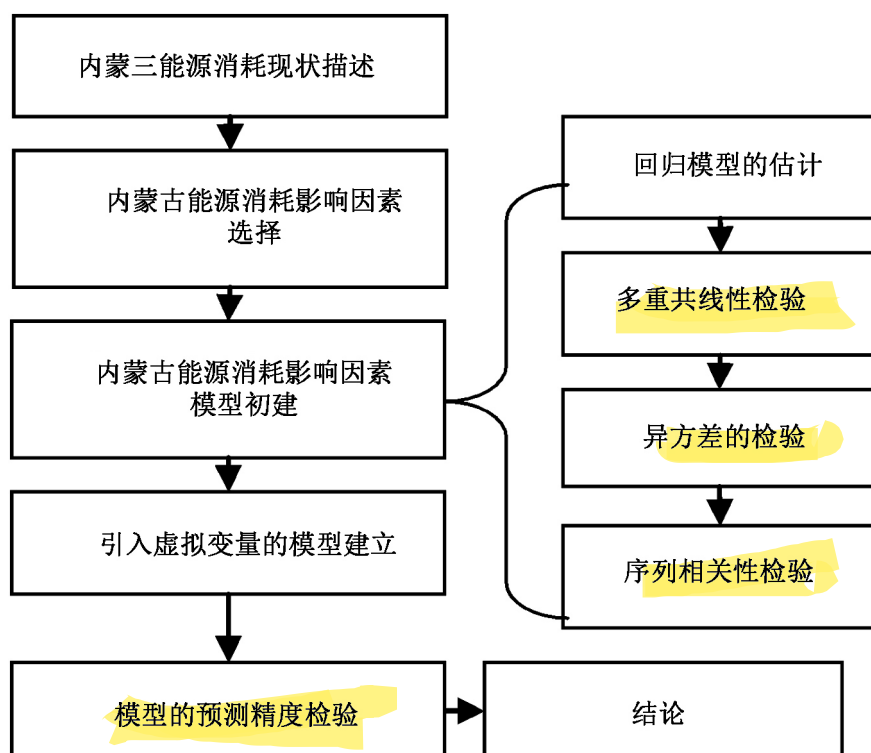 内蒙三能源消耗现状描述
内蒙古能源消耗影响因素
选择
内蒙古能源消耗影响因素
模型初建
引入虚拟变量的模型建立
模型的预测精度检验
结论
回归模型的估计
多重共线性检验
异方差的检验
序列相关性检验